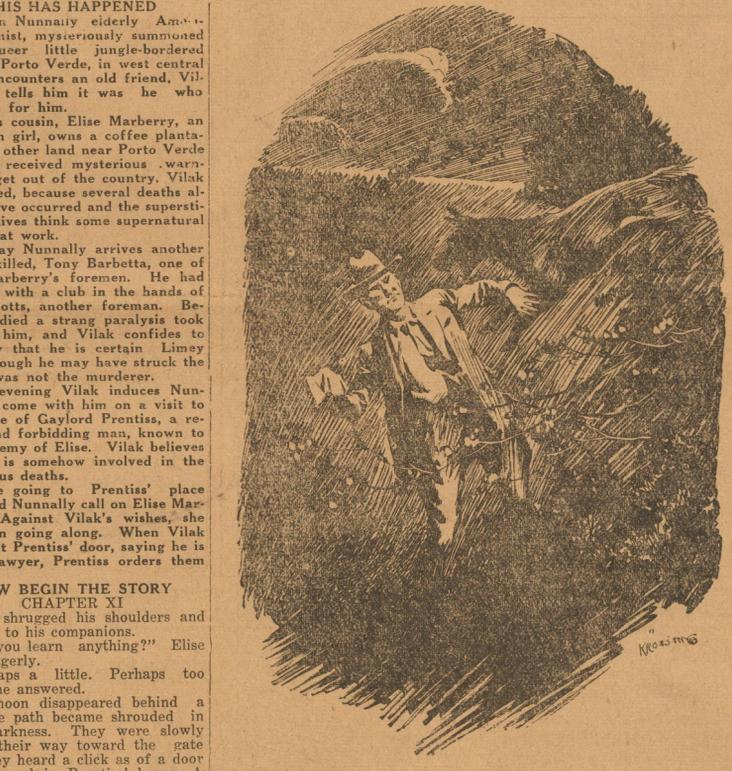 HIS HAS HAPPENED
n Nunnally elderly
nist, mysteriously summoned
ueer little jungle-bordered
Porto Verde, in west central
ncounters an old friend, Vil-
tells him it was he who
for him.
s cousin, Elise Marberry, an
n girl, owns a coffee planta-
other land near Porto Verde
received mysterious .warn-
get out of the country. Vilak
ed, because several deaths al-
ve occurred and the supersti-
ives think some supernatural
at work.
ay Nunnally arrives another
killed, Tony Barbetta, one of
arberry's foremen. He had
with a club in the hands of
otts, another foreman. Be-
died a strang paralysis took
him, and Vilak confides to
y that he is certain Limey
ough he may have struck the
was not the murderer.
evening Vilak induces Nun-
come with him on a visit to
e of Gaylord Prentiss, a re-
nd forbidding man, known to
emy of Elise. Vilak believes
is somehow involved in the
us deaths.
e going to Prentiss' place
d Nunnally call on Elise Mar-
Against Vilak's wishes, she
n going along. When Vilak
t Prentiss' door, saying he is
awyer, Prentiss orders them
W BEGIN THE STORY
CHAPTER XI
shrugged his shoulders and
to his companions.
you learn anything?" Elise
gerly.
aps a little. Perhaps too
he answered.
moon disappeared behind a
e path became shrouded in
arkness. They were slowly
their way toward the gate
ey heard a click as of a door